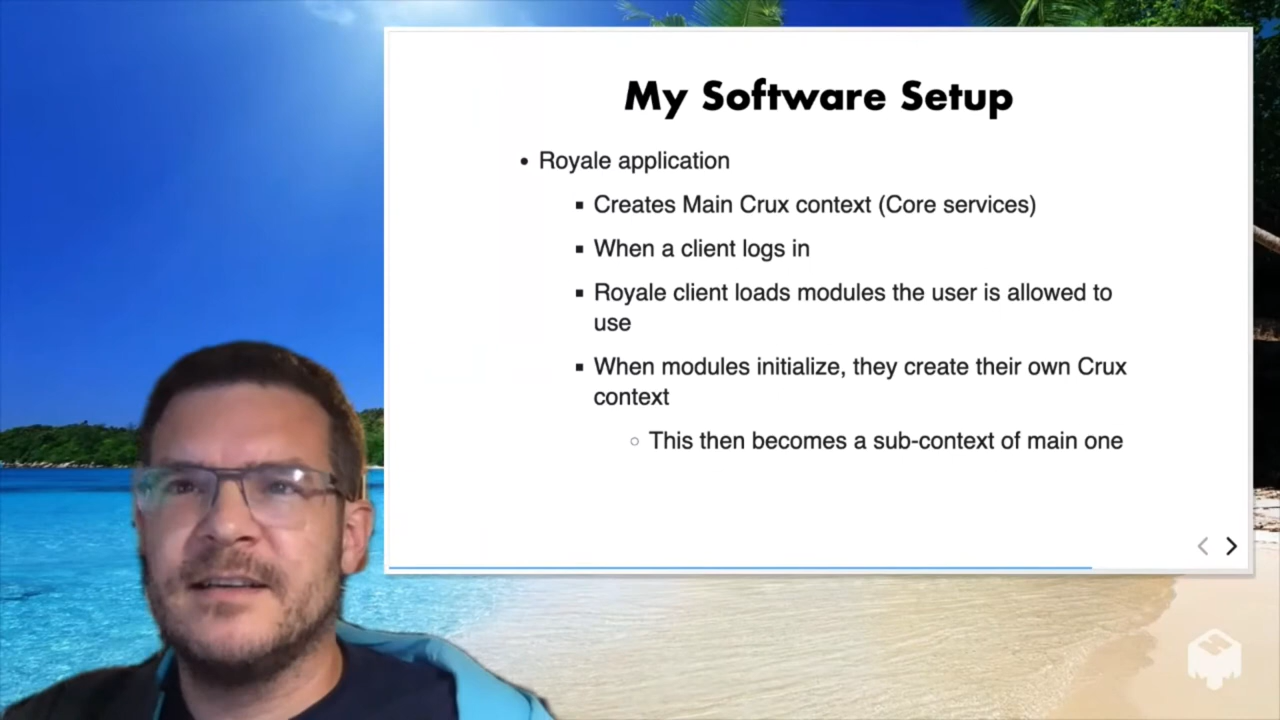 My Software Setup
• Royale application
▪ Creates Main Crux context (Core services)
▪ When a client logs in
▪ Royale client loads modules the user is allowed to
use
▪ When modules initialize, they create their own Crux
context
○ This then becomes a sub-context of main one